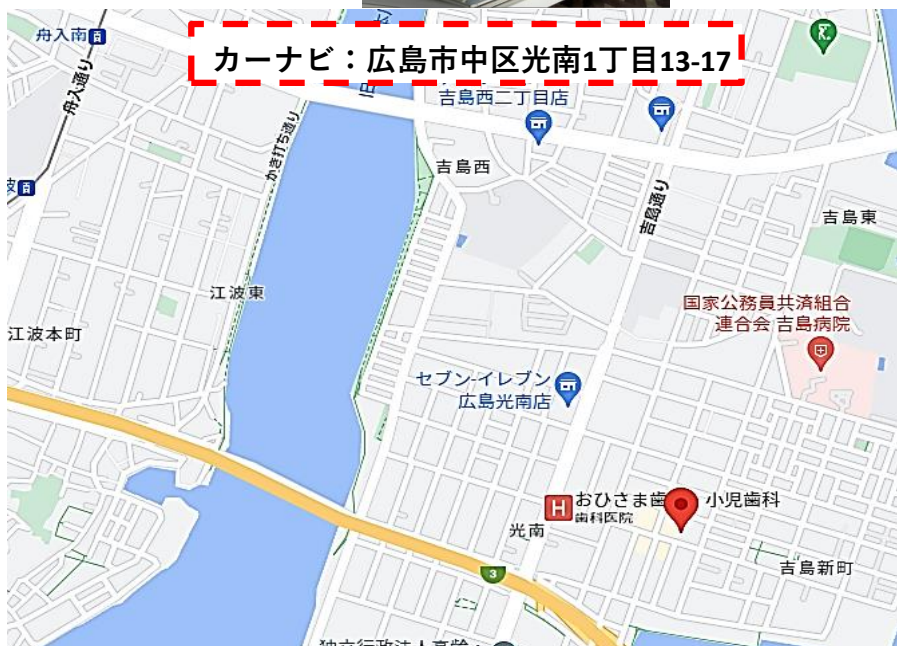 舟入南
カーナビ：広島市中区光南1丁目13-17
舟入通り
かき打ち通り
吉島西二丁目店
吉島西
吉島通り
吉島東
江波東
江波本町
国家公務員共済組合
連合会 吉島病院
セブン-イレブン
広島光南店
H
おひさま歯
小児歯科
歯科医院
光南
吉島新町
3